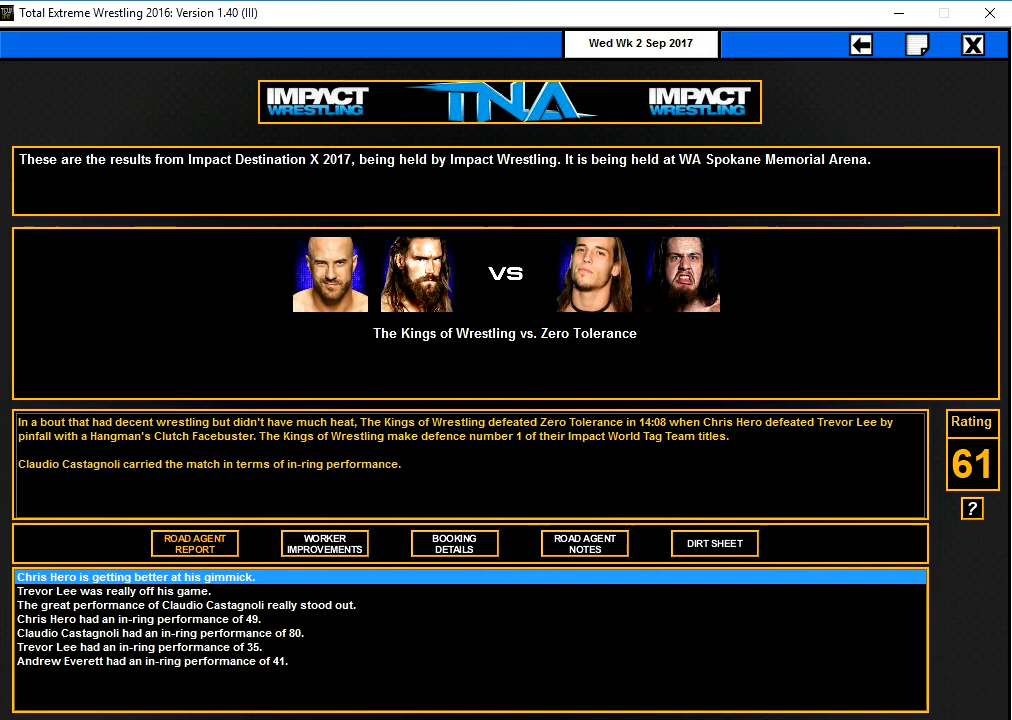 Total Extreme Wrestling 2016: Version 1.40 (III)
Wed Wk 2 Sep 2017
IMPACT WRESTLING TNA IMPACT WRESTLING
These are the results from Impact Destination X 2017, being held by Impact Wrestling. It is being held at WA Spokane Memorial Arena.
VS
The Kings of Wrestling vs. Zero Tolerance
In a bout that had decent wrestling but didn't have much heat, The Kings of Wrestling defeated Zero Tolerance in 14:08 when Chris Hero defeated Trevor Lee by
pinfall with a Hangman's Clutch Facebuster. The Kings of Wrestling make defence number 1 of their Impact World Tag Team titles.
Claudio Castagnoli carried the match in terms of in-ring performance.
Rating
61
?
ROAD AGENT REPORT
WORKER IMPROVEMENTS
BOOKING DETAILS
ROAD AGENT NOTES
DIRT SHEET
Chris Hero is getting better at his gimmick.
Trevor Lee was really off his game.
The great performance of Claudio Castagnoli really stood out.
Chris Hero had an in-ring performance of 49.
Claudio Castagnoli had an in-ring performance of 80.
Trevor Lee had an in-ring performance of 35.
Andrew Everett had an in-ring performance of 41.